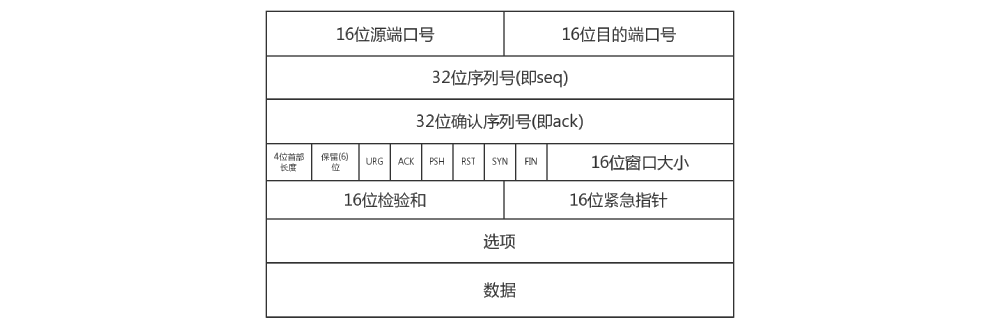 16位源端口号
16位目的端口号
32位序列号(即seq)
32位确认序列号(即ack)
4位首部
长度
保留(6)
位
URG
ACK
PSH
RST
SYN
FIN
16位窗口大小
16位检验和
16位紧急指针
选项
数据